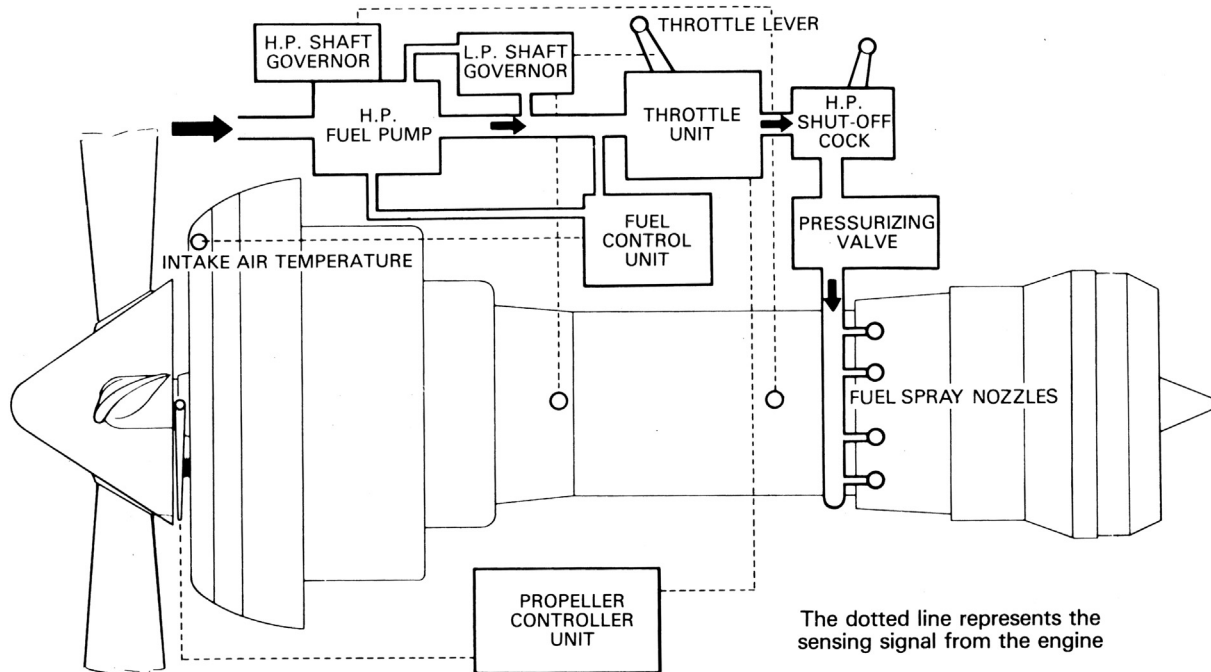 H.P. SHAFT
GOVERNOR
L.P. SHAFT
GOVERNOR
THROTTLE LEVER
H.P.
FUEL PUMP
THROTTLE
UNIT
H.P.
SHUT-OFF
COCK
FUEL
CONTROL
UNIT
PRESSURIZING
VALVE
INTAKE AIR TEMPERATURE
FUEL SPRAY NOZZLES
PROPELLER
CONTROLLER
UNIT
The dotted line represents the
sensing signal from the engine